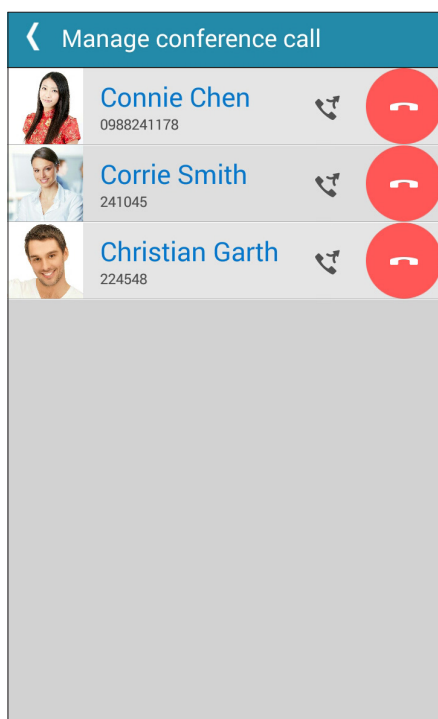 Manage conference call
Connie Chen
0988241178
Corrie Smith
241045
Christian Garth
224548